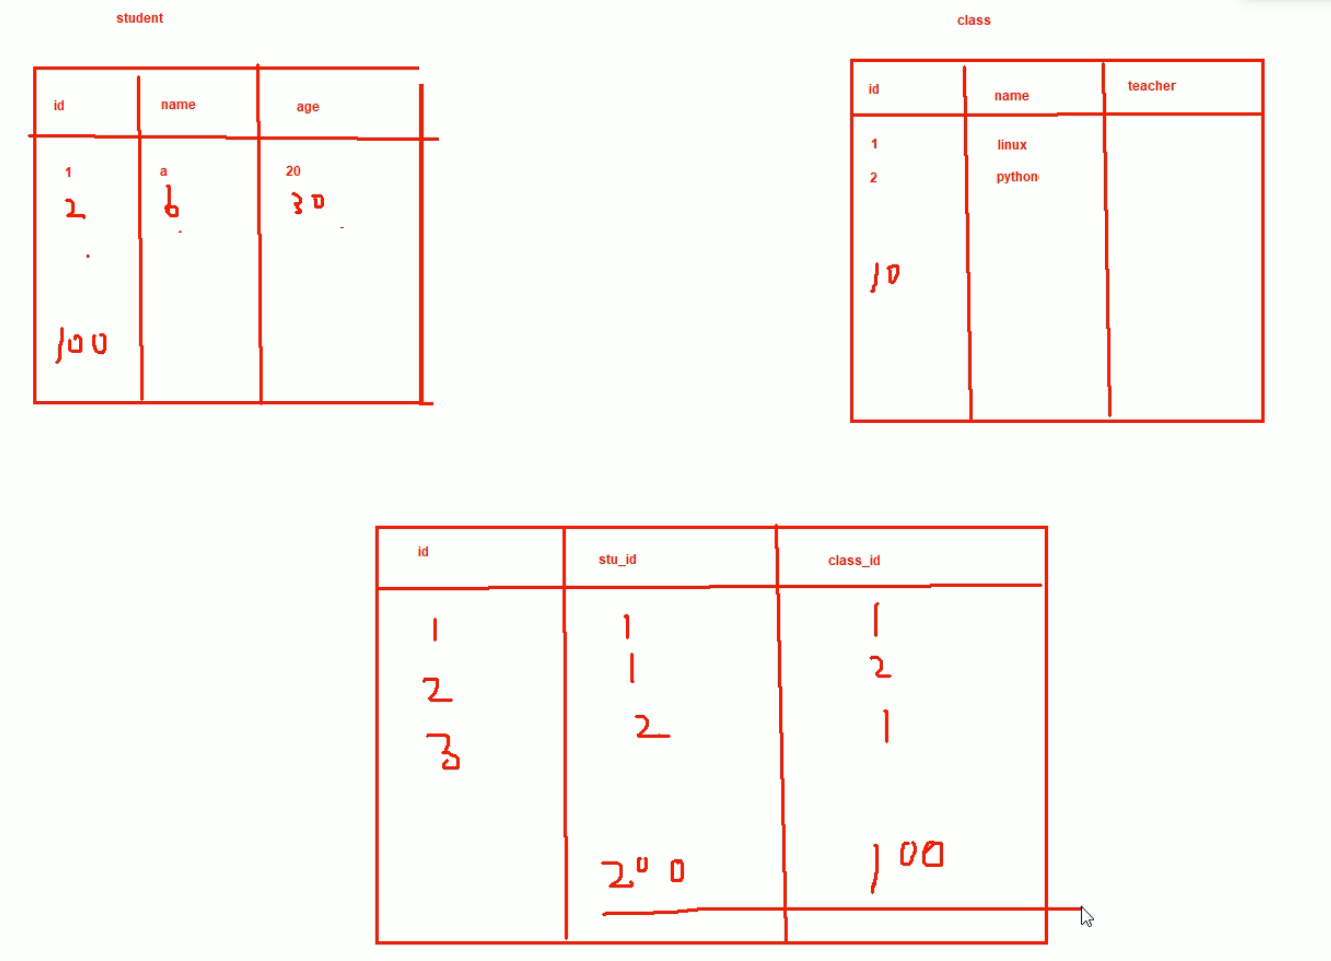 student
class
id name age
1 a 20
2 b 30
100
id name teacher
1 linux
2 python
10
id stu_id class_id
1 1 1
2 1 2
3 2 1
200 100